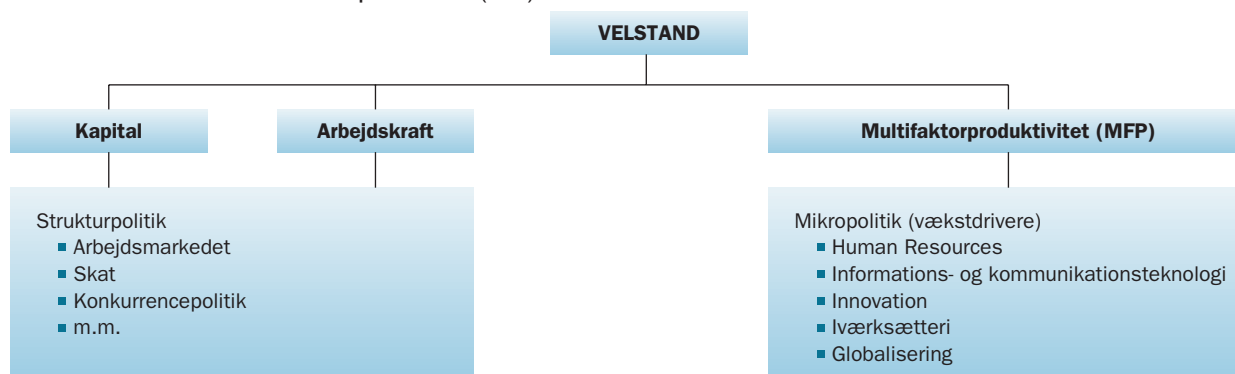 VELSTAND
Kapital
Arbejdskraft
Multifaktorproduktivitet (MFP)
Strukturpolitik
Arbejdsmarkedet
Skat
Konkurrencepolitik
m.m.
Mikropolitik (vækstdrivere)
Human Resources
Informations- og kommunikationsteknologi
Innovation
Iværksætteri
Globalisering